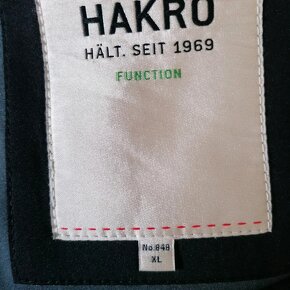 HAKRO
HÄLT. SEIT 1969
FUNCTION
No. 848
XL